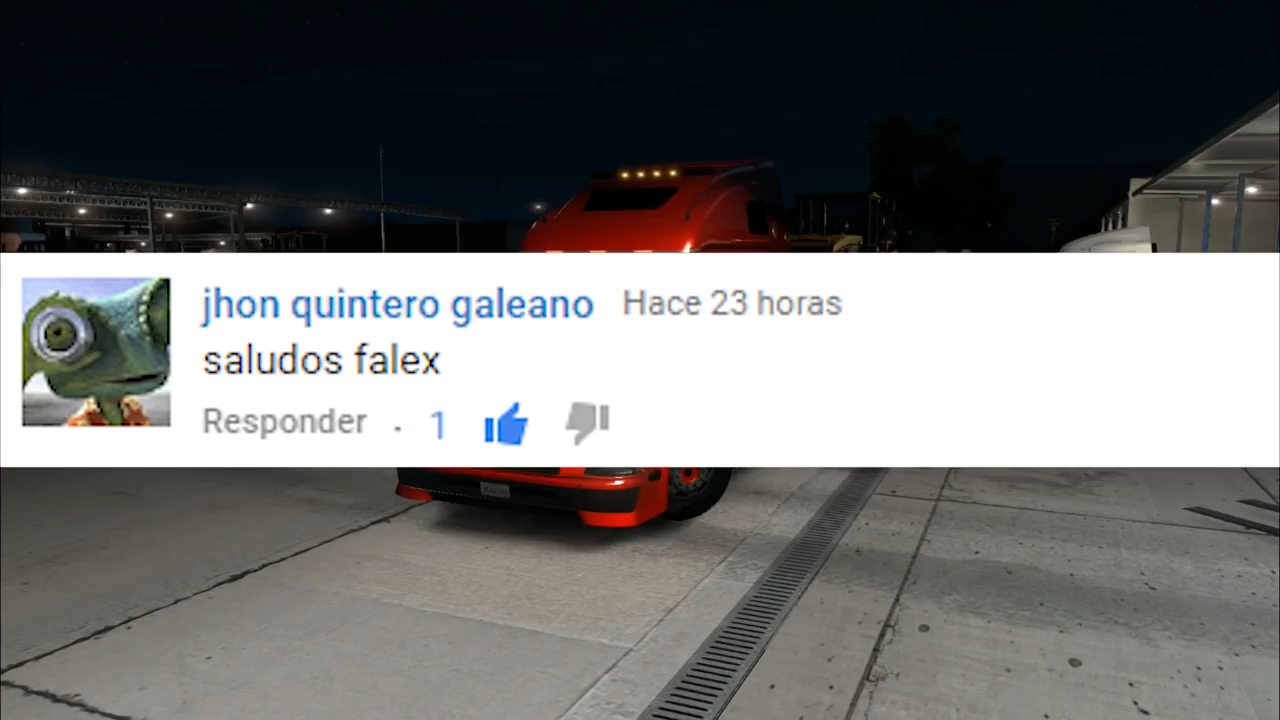 jhon quintero galeano Hace 23 horas
saludos falex
Responder . 1